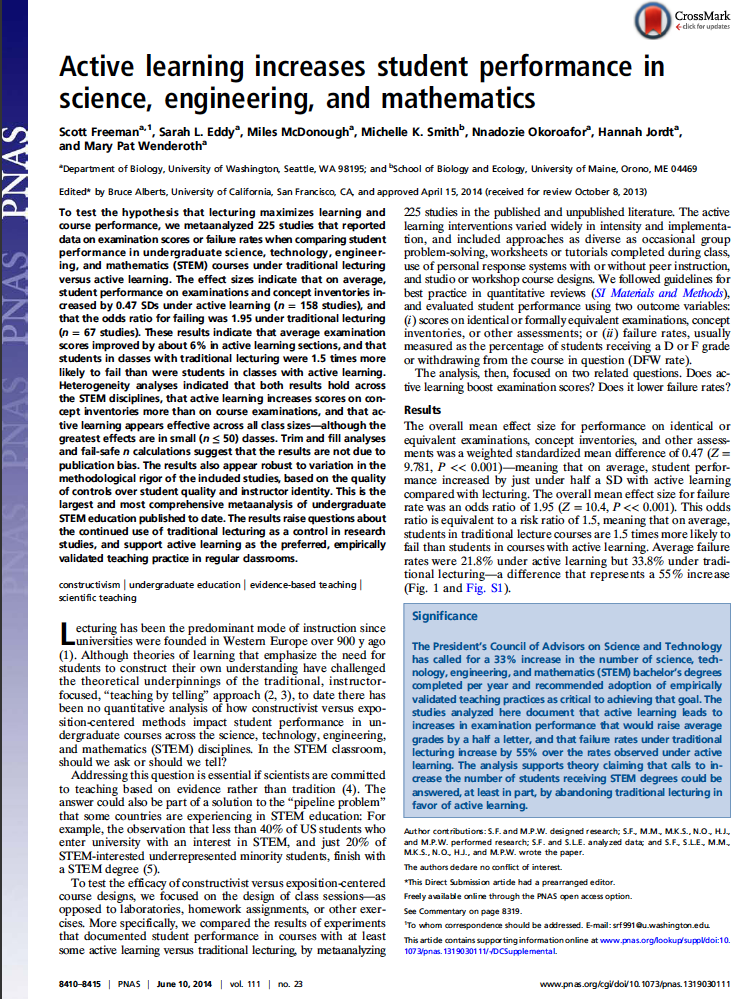 CrossMark
click for updates
Active learning increases student performance in
science, engineering, and mathematics
Scott Freemanᵃ,¹, Sarah L. Eddyᵃ, Miles McDonoughᵃ, Michelle K. Smithᵇ, Nnadozie Okoroaforᵃ, Hannah Jordtᵃ,
and Mary Pat Wenderothᵃ
ᵃDepartment of Biology, University of Washington, Seattle, WA 98195; and ᵇSchool of Biology and Ecology, University of Maine, Orono, ME 04469
Edited* by Bruce Alberts, University of California, San Francisco, CA, and approved April 15, 2014 (received for review October 8, 2013)
PNAS
PNAS
PNAS
PNAS
PNAS
PNAS
To test the hypothesis that lecturing maximizes learning and
course performance, we metaanalyzed 225 studies that reported
data on examination scores or failure rates when comparing student
performance in undergraduate science, technology, engineer-
ing, and mathematics (STEM) courses under traditional lecturing
versus active learning. The effect sizes indicate that on average,
student performance on examinations and concept inventories in-
creased by 0.47 SDs under active learning (n = 158 studies), and
that the odds ratio for failing was 1.95 under traditional lecturing
(n = 67 studies). These results indicate that average examination
scores improved by about 6% in active learning sections, and that
students in classes with traditional lecturing were 1.5 times more
likely to fail than were students in classes with active learning.
Heterogeneity analyses indicated that both results hold across
the STEM disciplines, that active learning increases scores on con-
cept inventories more than on course examinations, and that ac-
tive learning appears effective across all class sizes—although the
greatest effects are in small (n ≤ 50) classes. Trim and fill analyses
and fail-safe n calculations suggest that the results are not due to
publication bias. The results also appear robust to variation in the
methodological rigor of the included studies, based on the quality
of controls over student quality and instructor identity. This is the
largest and most comprehensive metaanalysis of undergraduate
STEM education published to date. The results raise questions about
the continued use of traditional lecturing as a control in research
studies, and support active learning as the preferred, empirically
validated teaching practice in regular classrooms.
constructivism | undergraduate education | evidence-based teaching |
scientific teaching
Lecturing has been the predominant mode of instruction since
universities were founded in Western Europe over 900 y ago
(1). Although theories of learning that emphasize the need for
students to construct their own understanding have challenged
the theoretical underpinnings of the traditional, instructor-
focused, “teaching by telling” approach (2, 3), to date there has
been no quantitative analysis of how constructivist versus expo-
sition-centered methods impact student performance in un-
dergraduate courses across the science, technology, engineering,
and mathematics (STEM) disciplines. In the STEM classroom,
should we ask or should we tell?
Addressing this question is essential if scientists are committed
to teaching based on evidence rather than tradition (4). The
answer could also be part of a solution to the “pipeline problem”
that some countries are experiencing in STEM education: For
example, the observation that less than 40% of US students who
enter university with an interest in STEM, and just 20% of
STEM-interested underrepresented minority students, finish with
a STEM degree (5).
To test the efficacy of constructivist versus exposition-centered
course designs, we focused on the design of class sessions—as
opposed to laboratories, homework assignments, or other exer-
cises. More specifically, we compared the results of experiments
that documented student performance in courses with at least
some active learning versus traditional lecturing, by metaanalyzing
225 studies in the published and unpublished literature. The active
learning interventions varied widely in intensity and implementa-
tion, and included approaches as diverse as occasional group
problem-solving, worksheets or tutorials completed during class,
use of personal response systems with or without peer instruction,
and studio or workshop course designs. We followed guidelines for
best practice in quantitative reviews (SI Materials and Methods),
and evaluated student performance using two outcome variables:
(i) scores on identical or formally equivalent examinations, concept
inventories, or other assessments; or (ii) failure rates, usually
measured as the percentage of students receiving a D or F grade
or withdrawing from the course in question (DFW rate).
The analysis, then, focused on two related questions. Does ac-
tive learning boost examination scores? Does it lower failure rates?
Results
The overall mean effect size for performance on identical or
equivalent examinations, concept inventories, and other assess-
ments was a weighted standardized mean difference of 0.47 (Z =
9.781, P << 0.001)—meaning that on average, student perfor-
mance increased by just under half a SD with active learning
compared with lecturing. The overall mean effect size for failure
rate was an odds ratio of 1.95 (Z = 10.4, P << 0.001). This odds
ratio is equivalent to a risk ratio of 1.5, meaning that on average,
students in traditional lecture courses are 1.5 times more likely to
fail than students in courses with active learning. Average failure
rates were 21.8% under active learning but 33.8% under tradi-
tional lecturing—a difference that represents a 55% increase
(Fig. 1 and Fig. S1).
Significance
The President’s Council of Advisors on Science and Technology
has called for a 33% increase in the number of science, tech-
nology, engineering, and mathematics (STEM) bachelor’s degrees
completed per year and recommended adoption of empirically
validated teaching practices as critical to achieving that goal. The
studies analyzed here document that active learning leads to
increases in examination performance that would raise average
grades by a half a letter, and that failure rates under traditional
lecturing increase by 55% over the rates observed under active
learning. The analysis supports theory claiming that calls to in-
crease the number of students receiving STEM degrees could be
answered, at least in part, by abandoning traditional lecturing in
favor of active learning.
Author contributions: S.F. and M.P.W. designed research; S.F., M.M., M.K.S., N.O., H.J.,
and M.P.W. performed research; S.F. and S.L.E. analyzed data; and S.F., S.L.E., M.M.,
M.K.S., N.O., H.J., and M.P.W. wrote the paper.
The authors declare no conflict of interest.
*This Direct Submission article had a prearranged editor.
Freely available online through the PNAS open access option.
See Commentary on page 8319.
¹To whom correspondence should be addressed. E-mail: srf991@u.washington.edu.
This article contains supporting information online at www.pnas.org/lookup/suppl/doi:10.
1073/pnas.1319030111/-/DCSupplemental.
8410–8415 | PNAS | June 10, 2014 | vol. 111 | no. 23
www.pnas.org/cgi/doi/10.1073/pnas.1319030111